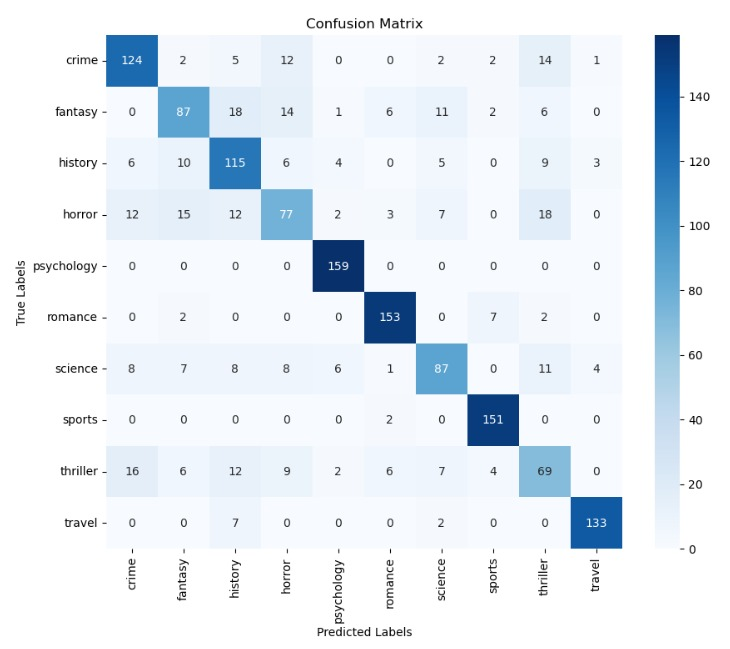 Confusion Matrix
crime 124 2 5 12 0 0 2 2 14 1
fantasy 0 87 18 14 1 6 11 2 6 0
history 6 10 115 6 4 0 5 0 9 3
horror 12 15 12 77 2 3 7 0 18 0
psychology 0 0 0 0 159 0 0 0 0 0
romance 0 2 0 0 0 153 0 7 2 0
science 8 7 8 8 6 1 87 0 11 4
sports 0 0 0 0 0 2 0 151 0 0
thriller 16 6 12 9 2 6 7 4 69 0
travel 0 0 7 0 0 0 2 0 0 133
crime fantasy history horror psychology romance science sports thriller travel
Predicted Labels
True Labels
140
120
100
80
60
40
20
0